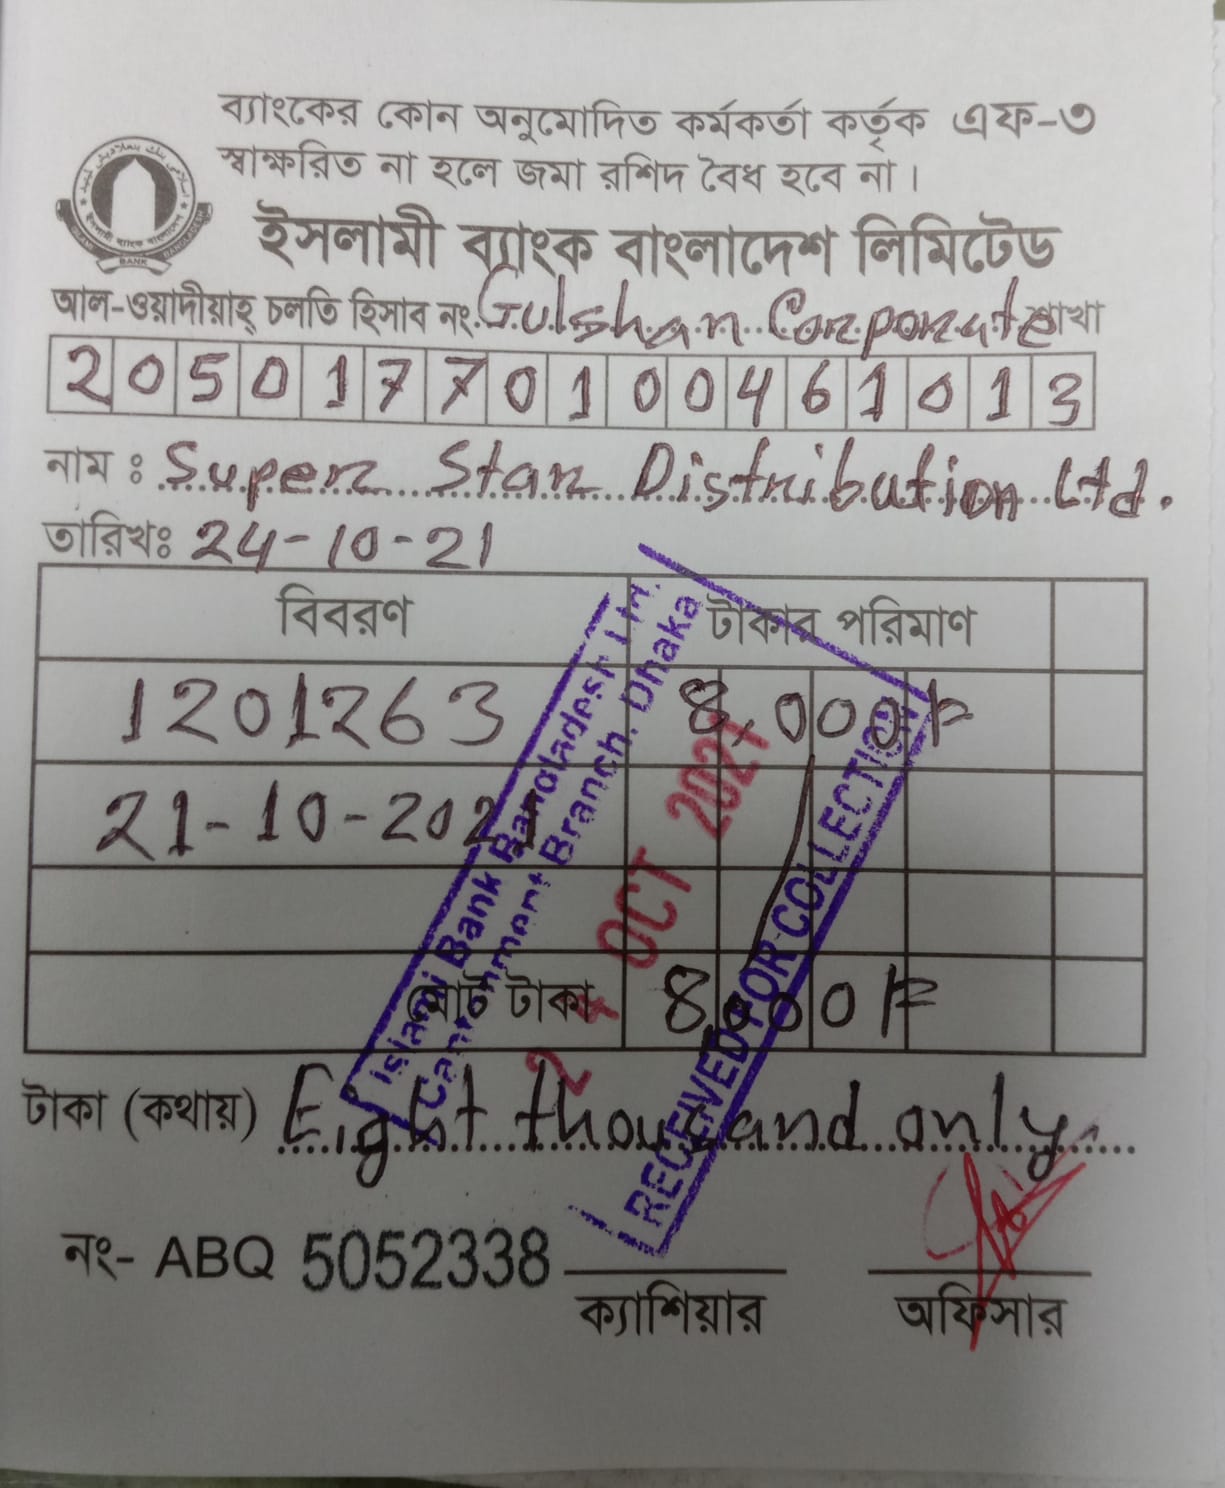 ব্যাংকের কোন অনুমোদিত কর্মকর্তা কর্তৃক এফ-৩
স্বাক্ষরিত না হলে জমা রশিদ বৈধ হবে না।
ইসলামী ব্যাংক বাংলাদেশ লিমিটেড
আল-ওয়াদীয়াহ্ চলতি হিসাব নং. Gulshan Corporate শাখা
2 0 5 0 1 7 7 0 1 0 0 4 6 1 0 1 3
নাম : Super Star Distribution Ltd.
তারিখঃ 24-10-21
বিবরণ টাকার পরিমাণ
1201263 8,000/=
21-10-2021
মোট টাকা 8,000/=
টাকা (কথায়) Eight thousand only
নং- ABQ 5052338
ক্যাশিয়ার অফিসার
Islami Bank Bangladesh Ltd.
Cantonment Branch. Dhaka
24 OCT 2021
RECEIVED FOR COLLECTION